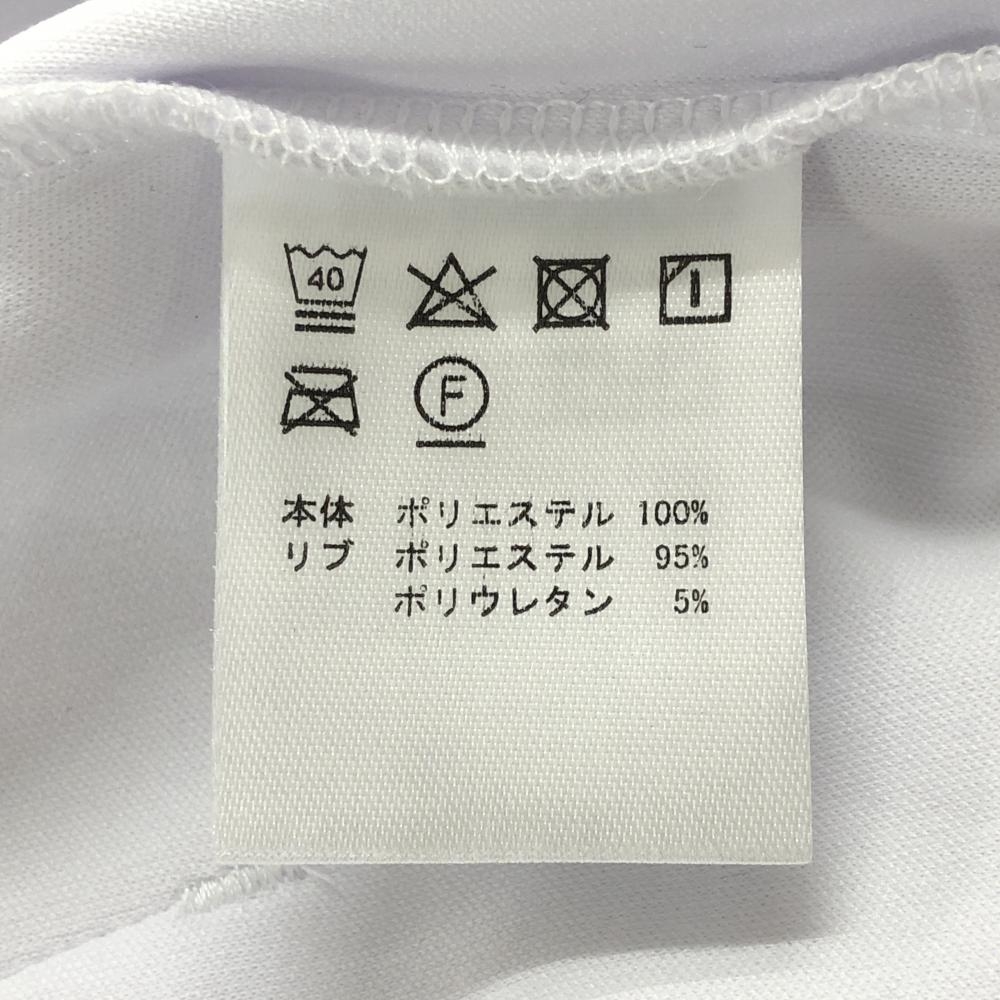 40
F
本体 ポリエステル 100%
リブ ポリエステル 95%
ポリウレタン 5%